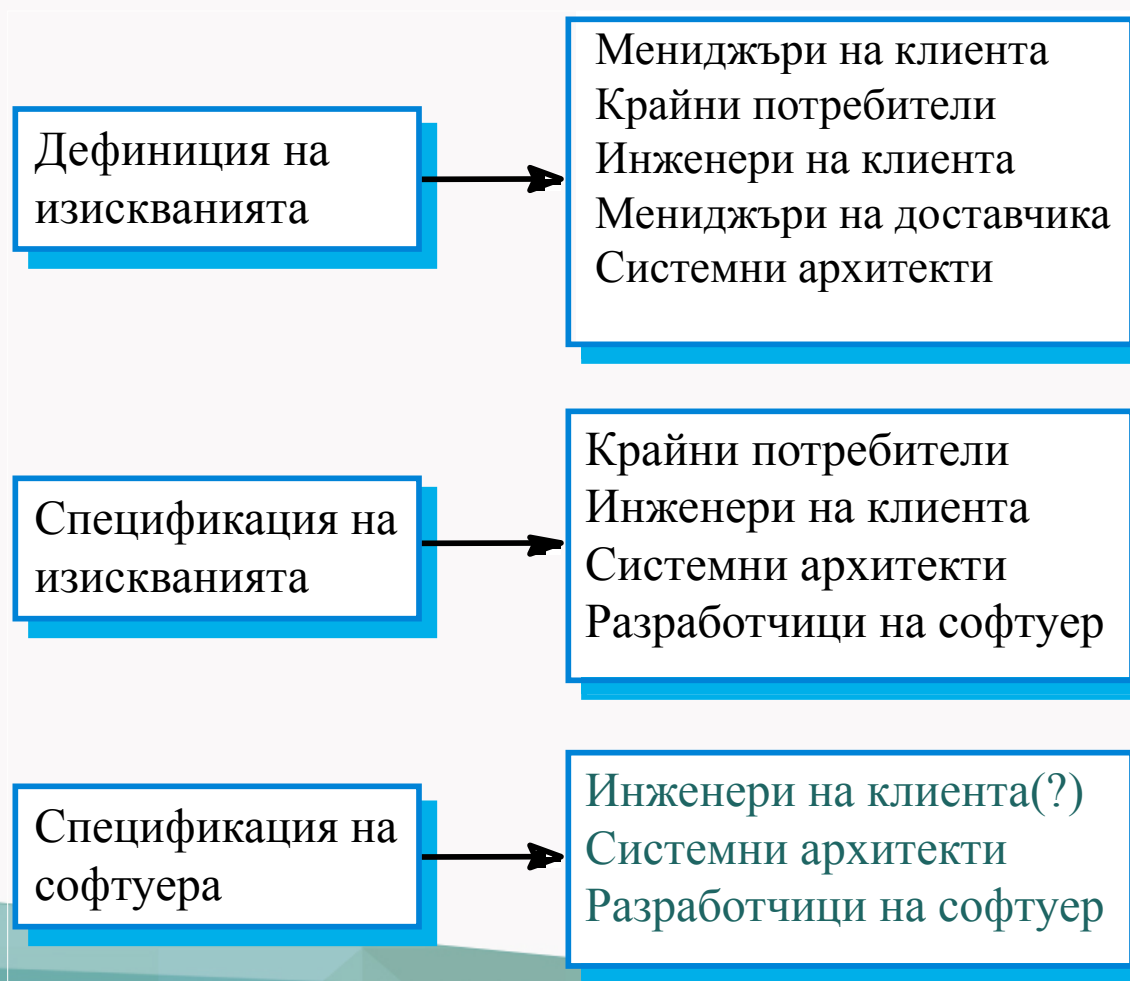 Дефиниция на
изискванията
Мениджъри на клиента
Крайни потребители
Инженери на клиента
Мениджъри на доставчика
Системни архитекти
Спецификация на
изискванията
Крайни потребители
Инженери на клиента
Системни архитекти
Разработчици на софтуер
Спецификация на
софтуера
Инженери на клиента(?)
Системни архитекти
Разработчици на софтуер